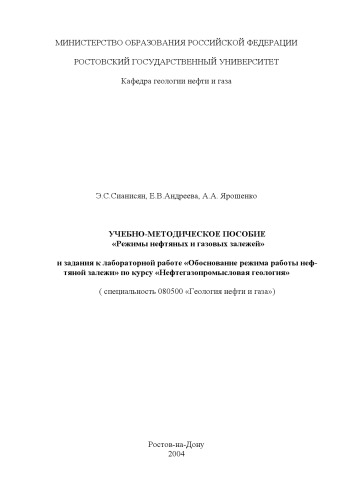 МИНИСТЕРСТВО ОБРАЗОВАНИЯ РОССИЙСКОЙ ФЕДЕРАЦИИ
РОСТОВСКИЙ ГОСУДАРСТВЕННЫЙ УНИВЕРСИТЕТ
Кафедра геологии нефти и газа
Э.С.Сианисян, Е.В.Андреева, А.А. Ярошенко
УЧЕБНО-МЕТОДИЧЕСКОЕ ПОСОБИЕ
«Режимы нефтяных и газовых залежей»
и задания к лабораторной работе «Обоснование режима работы неф-
тяной залежи» по курсу «Нефтегазопромысловая геология»
( специальность 080500 «Геология нефти и газа»)
Ростов-на-Дону
2004